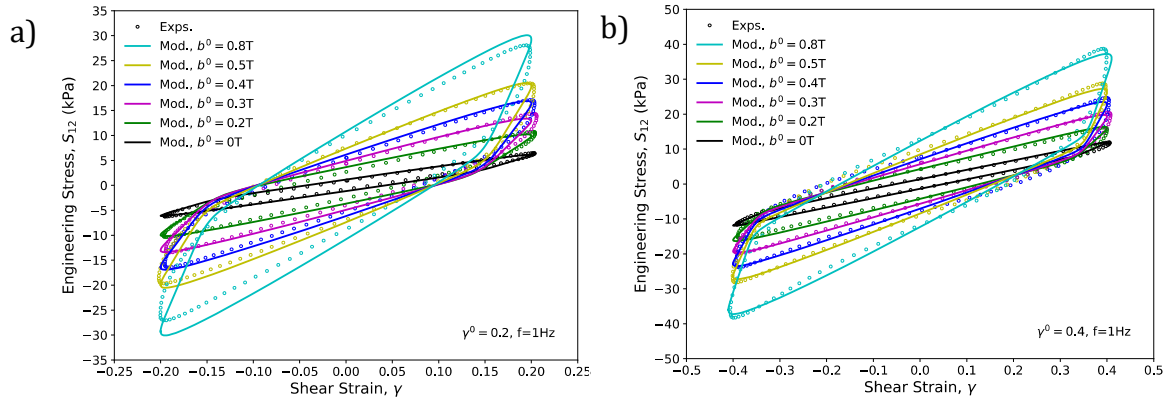 a)
Exps.
Mod., b⁰ = 0.8T
Mod., b⁰ = 0.5T
Mod., b⁰ = 0.4T
Mod., b⁰ = 0.3T
Mod., b⁰ = 0.2T
Mod., b⁰ = 0T
35
30
25
20
15
10
5
0
−5
−10
−15
−20
−25
−30
−35
Engineering Stress, S₁₂ (kPa)
γ⁰ = 0.2, f=1Hz
−0.25 −0.20 −0.15 −0.10 −0.05 0.00 0.05 0.10 0.15 0.20 0.25
Shear Strain, γ
b)
Exps.
Mod., b⁰ = 0.8T
Mod., b⁰ = 0.5T
Mod., b⁰ = 0.4T
Mod., b⁰ = 0.3T
Mod., b⁰ = 0.2T
Mod., b⁰ = 0T
50
40
30
20
10
0
−10
−20
−30
−40
−50
Engineering Stress, S₁₂ (kPa)
γ⁰ = 0.4, f=1Hz
−0.5 −0.4 −0.3 −0.2 −0.1 0.0 0.1 0.2 0.3 0.4 0.5
Shear Strain, γ